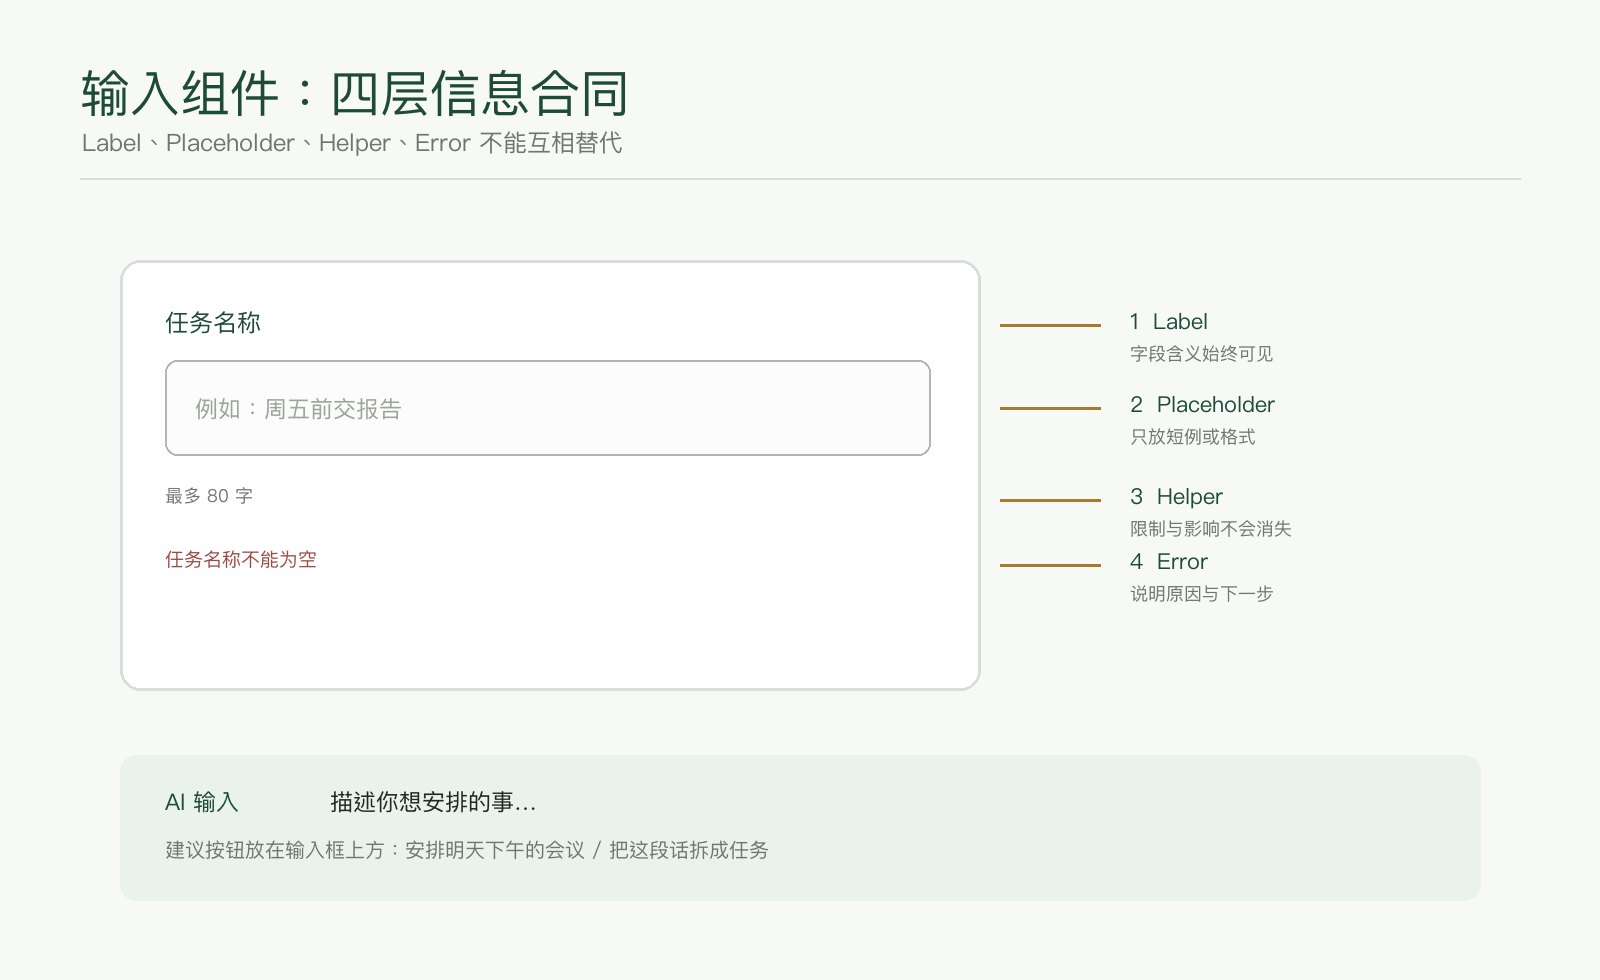 输入组件：四层信息合同
Label、Placeholder、Helper、Error 不能互相替代
任务名称
例如：周五前交报告
最多 80 字
任务名称不能为空
1 Label
字段含义始终可见
2 Placeholder
只放短例或格式
3 Helper
限制与影响不会消失
4 Error
说明原因与下一步
AI 输入 描述你想安排的事…
建议按钮放在输入框上方：安排明天下午的会议 / 把这段话拆成任务